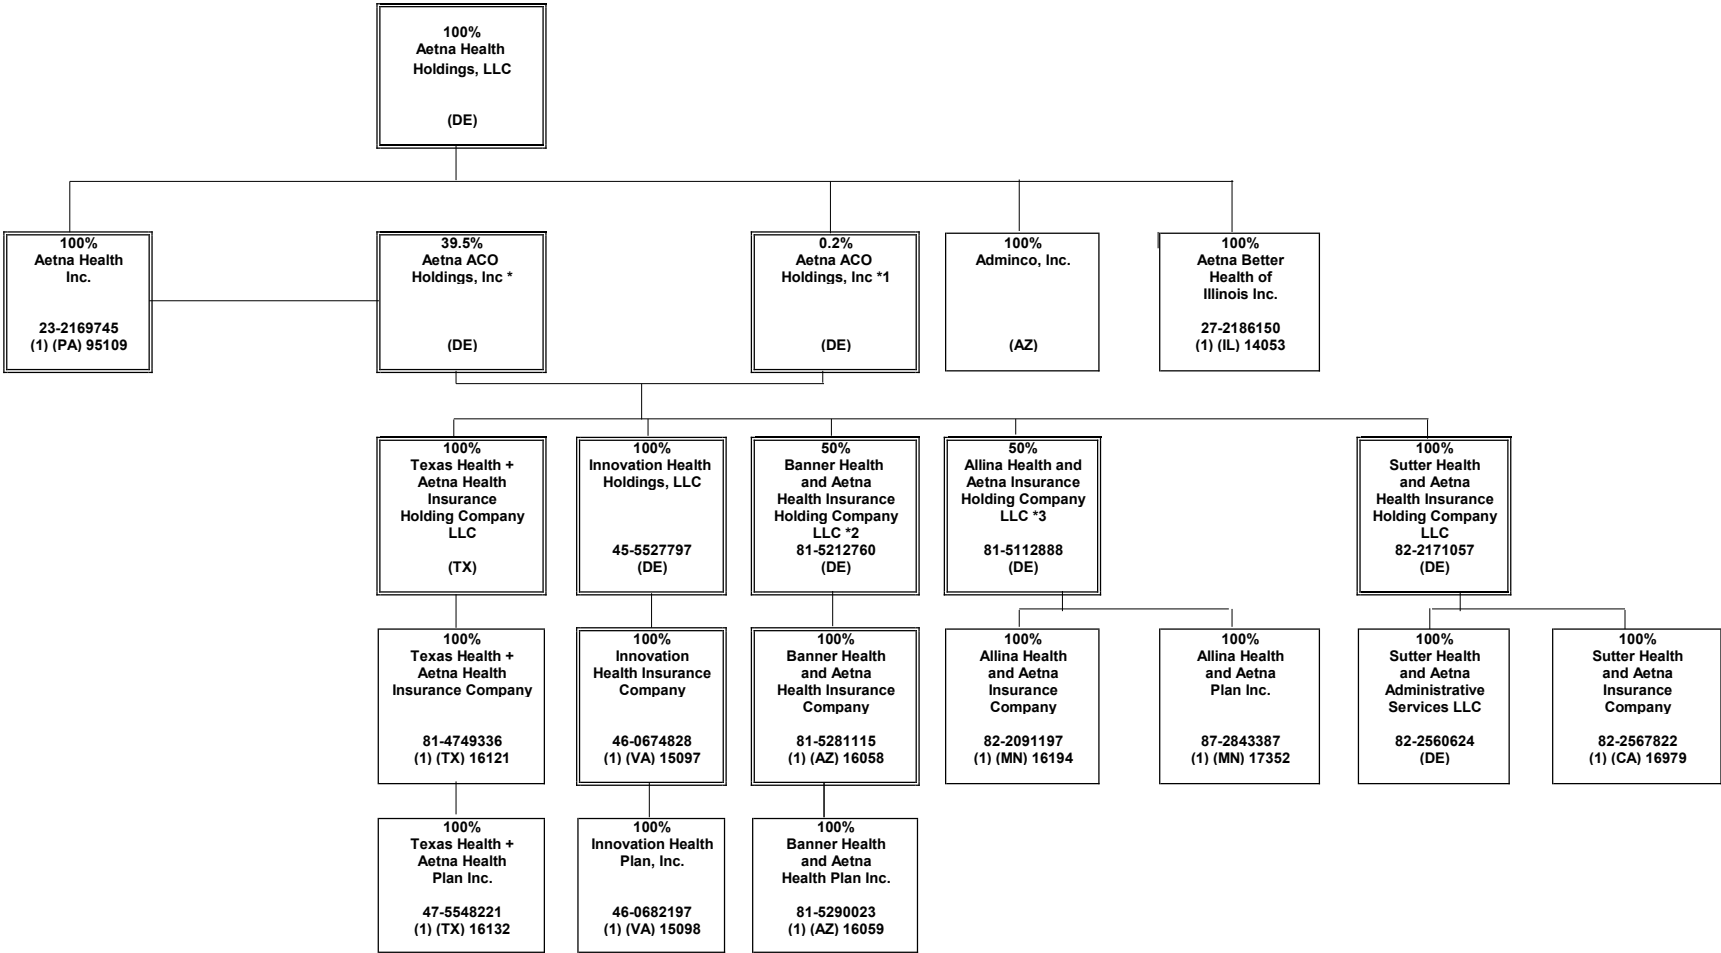 100%
Aetna Health
Holdings, LLC
(DE)
100%
Aetna Health
Inc.
23-2169745
(1) (PA) 95109
39.5%
Aetna ACO
Holdings, Inc *
(DE)
0.2%
Aetna ACO
Holdings, Inc *1
(DE)
100%
Adminco, Inc.
(AZ)
100%
Aetna Better
Health of
Illinois Inc.
27-2186150
(1) (IL) 14053
100%
Texas Health +
Aetna Health
Insurance
Holding Company
LLC
(TX)
100%
Innovation Health
Holdings, LLC
45-5527797
(DE)
50%
Banner Health
and Aetna
Health Insurance
Holding Company
LLC *2
81-5212760
(DE)
50%
Allina Health and
Aetna Insurance
Holding Company
LLC *3
81-5112888
(DE)
100%
Sutter Health
and Aetna
Health Insurance
Holding Company
LLC
82-2171057
(DE)
100%
Texas Health +
Aetna Health
Insurance Company
81-4749336
(1) (TX) 16121
100%
Innovation
Health Insurance
Company
46-0674828
(1) (VA) 15097
100%
Banner Health
and Aetna
Health Insurance
Company
81-5281115
(1) (AZ) 16058
100%
Allina Health
and Aetna
Insurance
Company
82-2091197
(1) (MN) 16194
100%
Allina Health
and Aetna
Plan Inc.
87-2843387
(1) (MN) 17352
100%
Sutter Health
and Aetna
Administrative
Services LLC
82-2560624
(DE)
100%
Sutter Health
and Aetna
Insurance
Company
82-2567822
(1) (CA) 16979
100%
Texas Health +
Aetna Health
Plan Inc.
47-5548221
(1) (TX) 16132
100%
Innovation Health
Plan, Inc.
46-0682197
(1) (VA) 15098
100%
Banner Health
and Aetna
Health Plan Inc.
81-5290023
(1) (AZ) 16059